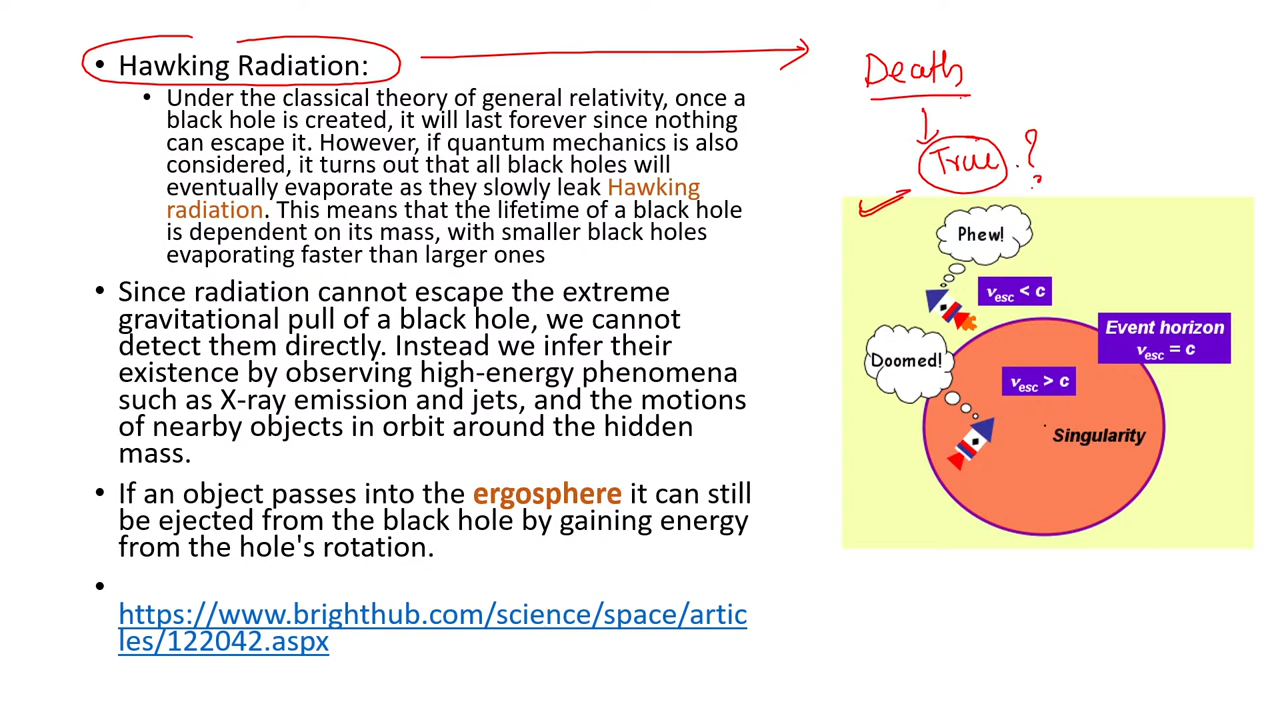 • Hawking Radiation:
• Under the classical theory of general relativity, once a
black hole is created, it will last forever since nothing
can escape it. However, if quantum mechanics is also
considered, it turns out that all black holes will
eventually evaporate as they slowly leak Hawking
radiation. This means that the lifetime of a black hole
is dependent on its mass, with smaller black holes
evaporating faster than larger ones
• Since radiation cannot escape the extreme
gravitational pull of a black hole, we cannot
detect them directly. Instead we infer their
existence by observing high-energy phenomena
such as X-ray emission and jets, and the motions
of nearby objects in orbit around the hidden
mass.
• If an object passes into the ergosphere it can still
be ejected from the black hole by gaining energy
from the hole's rotation.
•
https://www.brighthub.com/science/space/artic
les/122042.aspx
Death
True.?
Phew!
vesc < c
Event horizon
vesc = c
Doomed!
vesc > c
Singularity